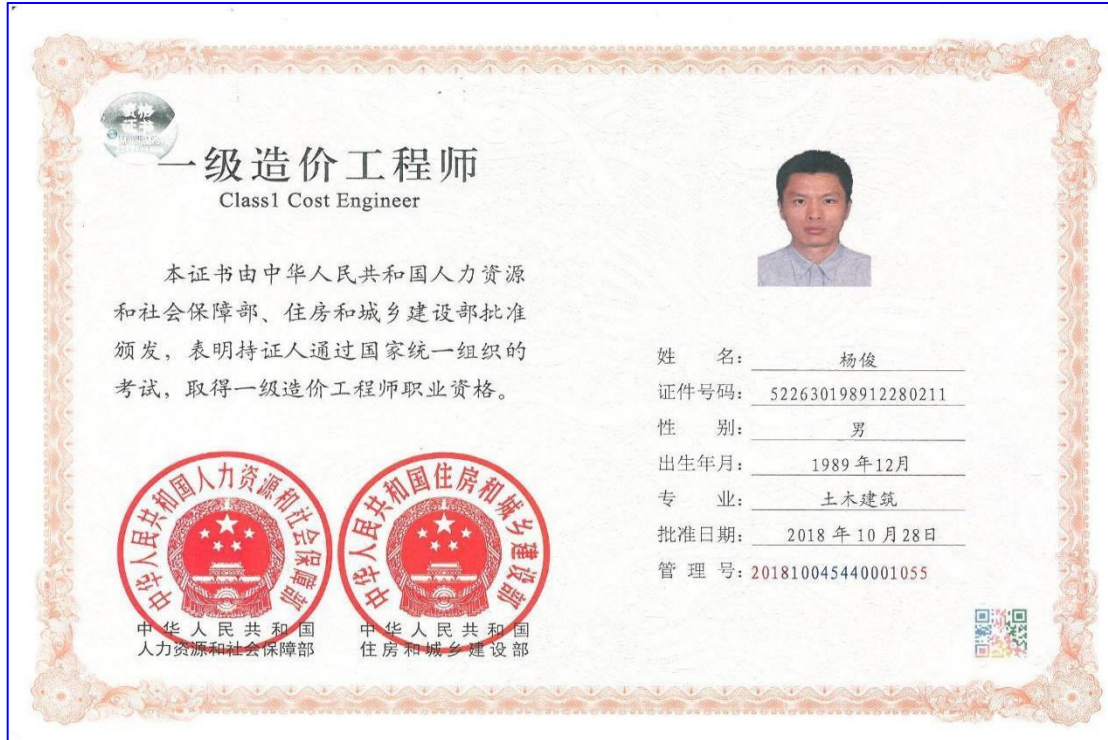 资格
证书
一级造价工程师
Class1 Cost Engineer
本证书由中华人民共和国人力资源
和社会保障部、住房和城乡建设部批准
颁发，表明持证人通过国家统一组织的
考试，取得一级造价工程师职业资格。
中华人民共和国人力资源和社会保障部
中华人民共和国住房和城乡建设部
中华人民共和国
人力资源和社会保障部
中华人民共和国
住房和城乡建设部
姓 名： 杨俊
证件号码： 522630198912280211
性 别： 男
出生年月： 1989年12月
专 业： 土木建筑
批准日期： 2018年10月28日
管 理 号：201810045440001055